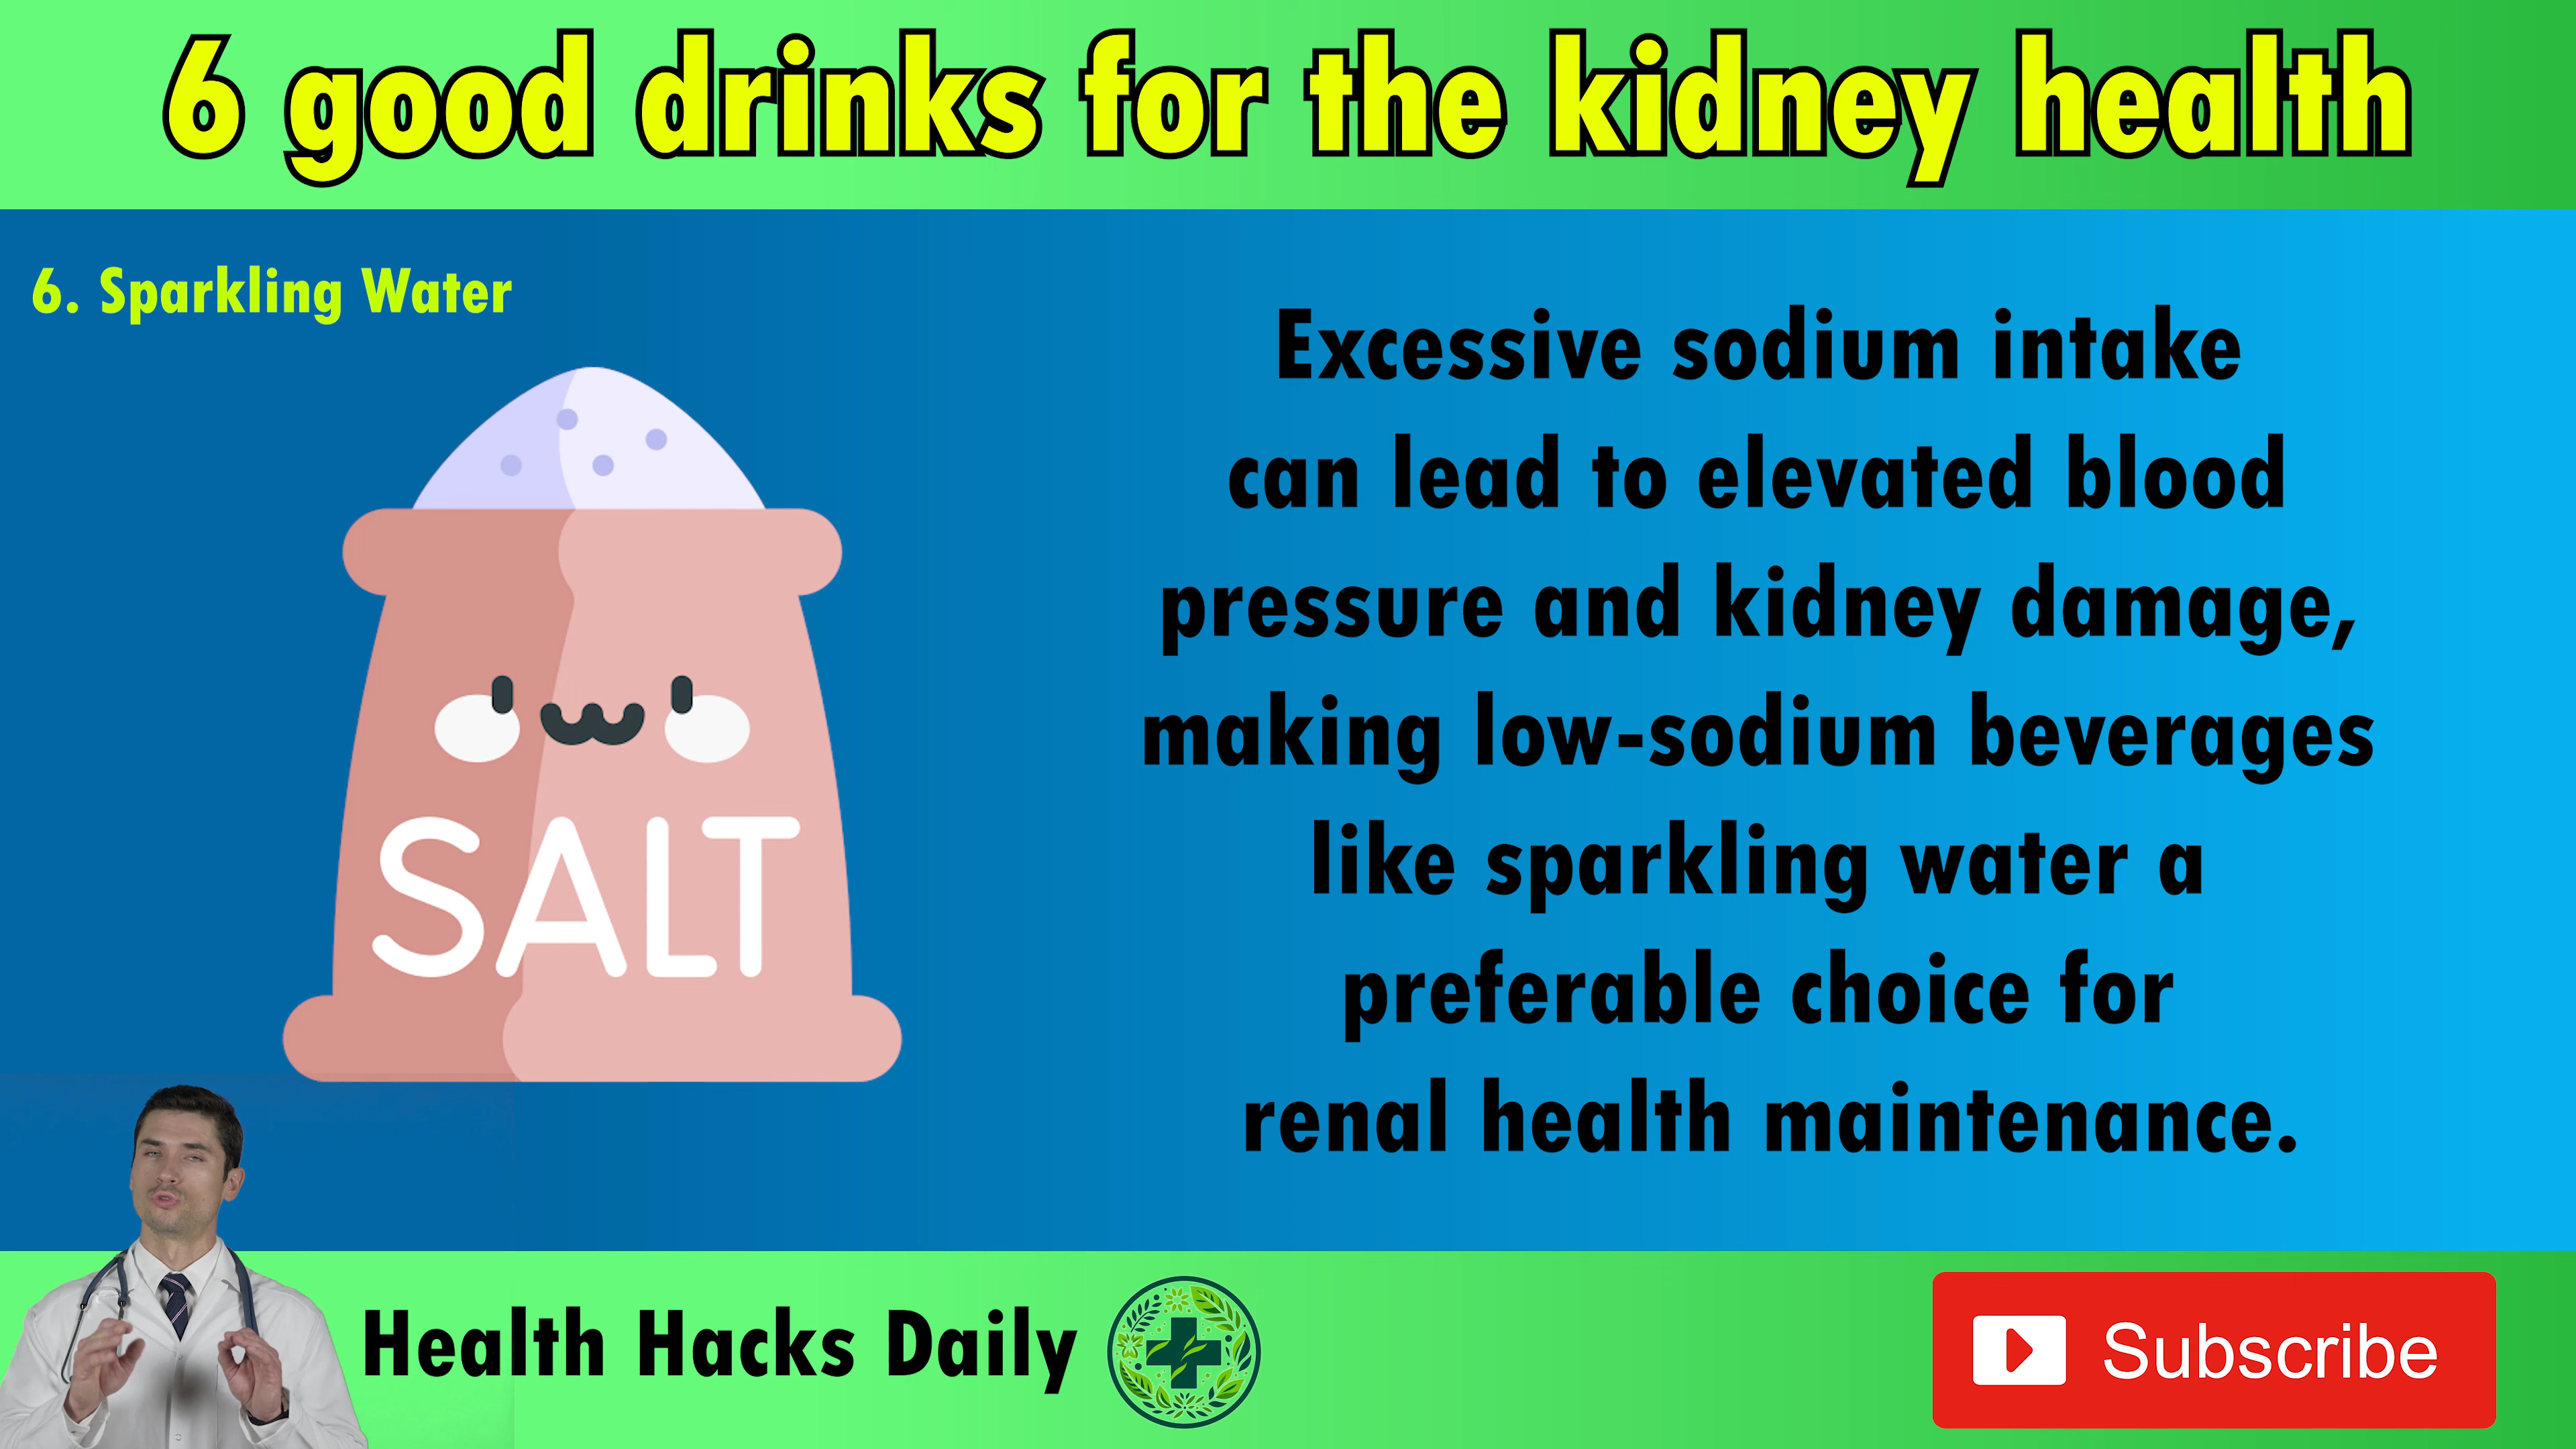 6 good drinks for the kidney health
6. Sparkling Water
SALT
Excessive sodium intake
can lead to elevated blood
pressure and kidney damage,
making low-sodium beverages
like sparkling water a
preferable choice for
renal health maintenance.
Health Hacks Daily
Subscribe